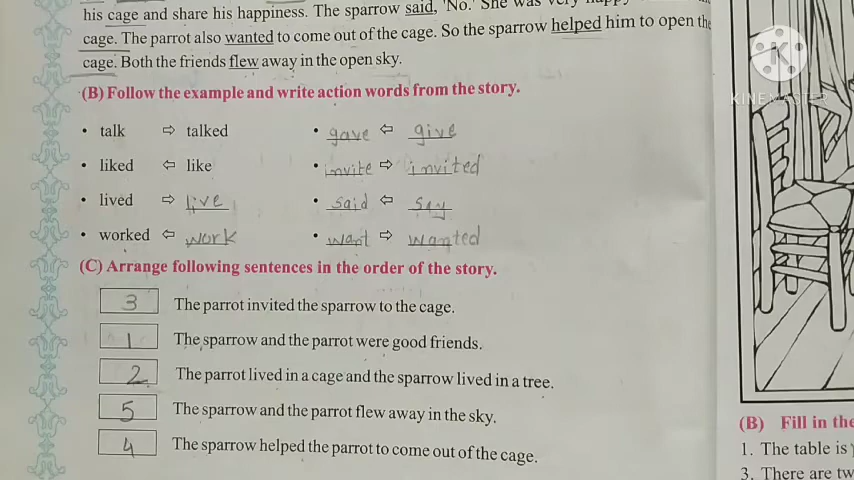 his cage and share his happiness. The sparrow said, 'No.' She was very happy
cage. The parrot also wanted to come out of the cage. So the sparrow helped him to open the
cage. Both the friends flew away in the open sky.
(B) Follow the example and write action words from the story.
• talk ⇨ talked • gave ⇦ give
• liked ⇦ like • invite ⇨ invited
• lived ⇨ live • said ⇦ say
• worked ⇦ work • want ⇨ wanted
(C) Arrange following sentences in the order of the story.
3 The parrot invited the sparrow to the cage.
1 The sparrow and the parrot were good friends.
2 The parrot lived in a cage and the sparrow lived in a tree.
5 The sparrow and the parrot flew away in the sky.
4 The sparrow helped the parrot to come out of the cage.
K
KINEMASTER
(B) Fill in the
1. The table is
3. There are tw